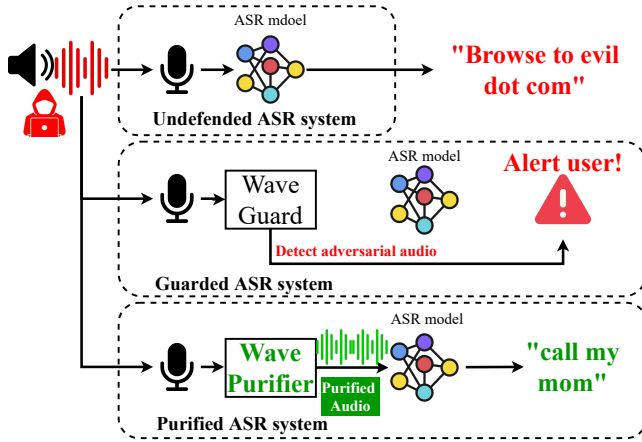 ASR mdoel
"Browse to evil
dot com"
Undefended ASR system
ASR model
Alert user!
Wave
Guard
Detect adversarial audio
Guarded ASR system
ASR model
Wave
Purifier
Purified
Audio
"call my
mom"
Purified ASR system